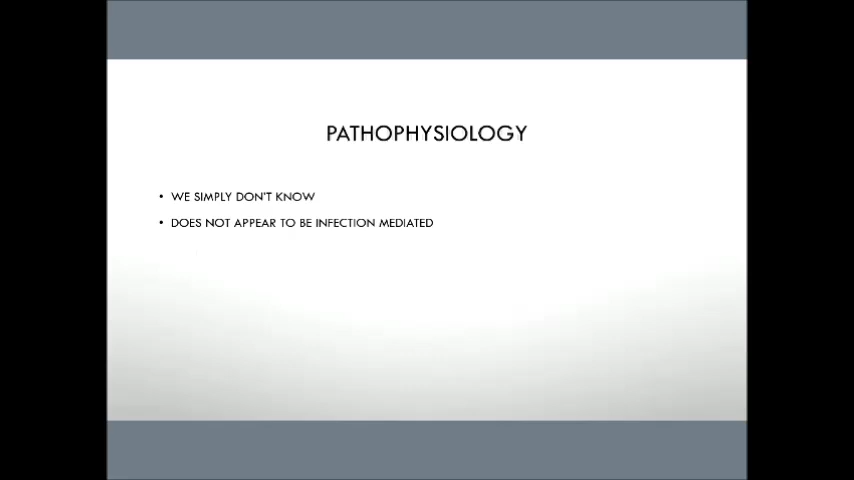 PATHOPHYSIOLOGY
• WE SIMPLY DON'T KNOW
• DOES NOT APPEAR TO BE INFECTION MEDIATED